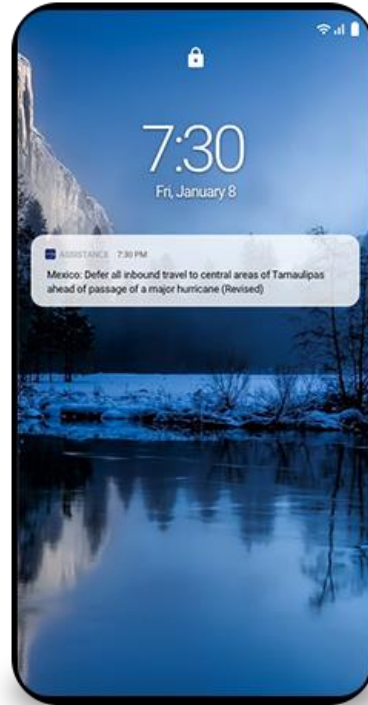 7:30
Fri, January 8
ASSISTANCE 7:30 PM
Mexico: Defer all inbound travel to central areas of Tamaulipas
ahead of passage of a major hurricane (Revised)